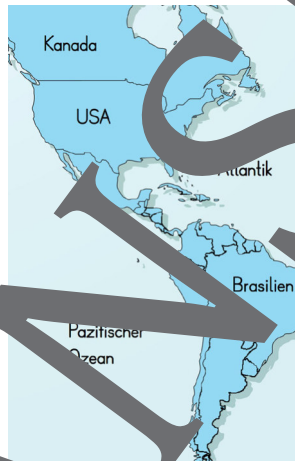 Kanada
USA
Atlantik
Brasilien
Pazifischer
Ozean